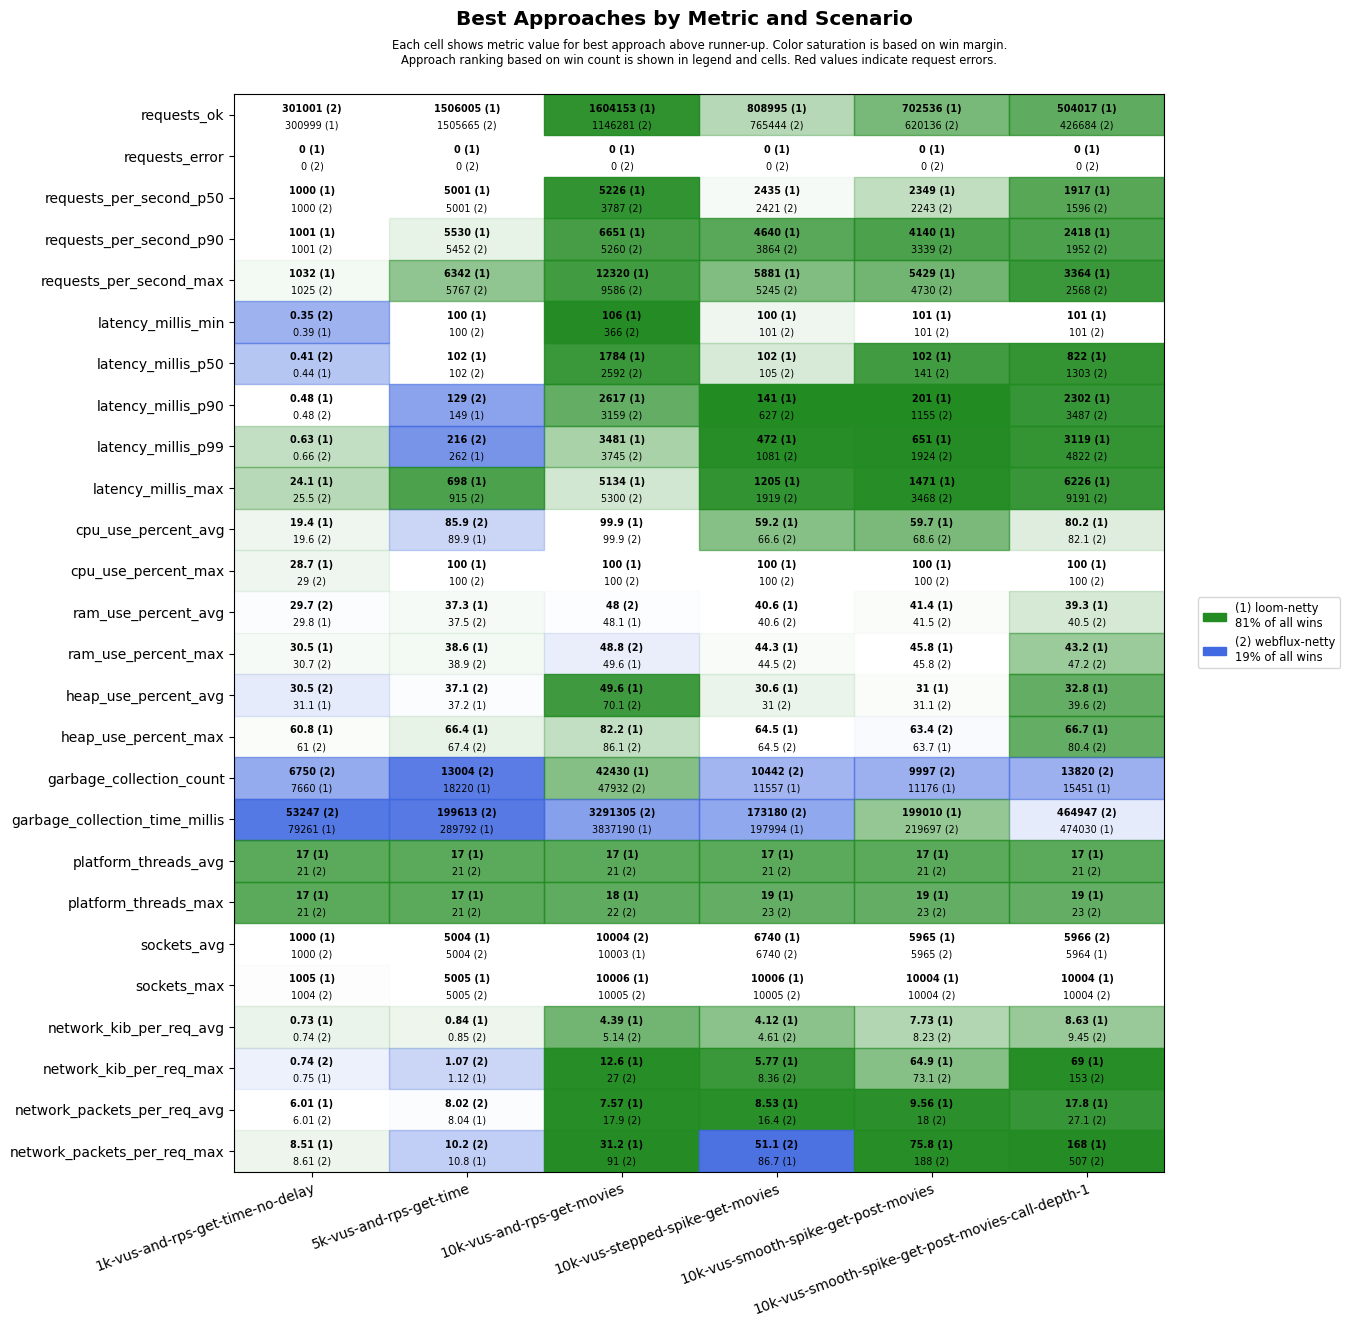 Best Approaches by Metric and Scenario
Each cell shows metric value for best approach above runner-up. Color saturation is based on win margin.
Approach ranking based on win count is shown in legend and cells. Red values indicate request errors.
requests_ok
301001 (2) 1506005 (1) 1604153 (1) 808995 (1) 702536 (1) 504017 (1)
300999 (1) 1505665 (2) 1146281 (2) 765444 (2) 620136 (2) 426684 (2)
requests_error
0 (1) 0 (1) 0 (1) 0 (1) 0 (1) 0 (1)
0 (2) 0 (2) 0 (2) 0 (2) 0 (2) 0 (2)
requests_per_second_p50
1000 (1) 5001 (1) 5226 (1) 2435 (1) 2349 (1) 1917 (1)
1000 (2) 5001 (2) 3787 (2) 2421 (2) 2243 (2) 1596 (2)
requests_per_second_p90
1001 (1) 5530 (1) 6651 (1) 4640 (1) 4140 (1) 2418 (1)
1001 (2) 5452 (2) 5260 (2) 3864 (2) 3339 (2) 1952 (2)
requests_per_second_max
1032 (1) 6342 (1) 12320 (1) 5881 (1) 5429 (1) 3364 (1)
1025 (2) 5767 (2) 9586 (2) 5245 (2) 4730 (2) 2568 (2)
latency_millis_min
0.35 (2) 100 (1) 106 (1) 100 (1) 101 (1) 101 (1)
0.39 (1) 100 (2) 366 (2) 101 (2) 101 (2) 101 (2)
latency_millis_p50
0.41 (2) 102 (1) 1784 (1) 102 (1) 102 (1) 822 (1)
0.44 (1) 102 (2) 2592 (2) 105 (2) 141 (2) 1303 (2)
latency_millis_p90
0.48 (1) 129 (2) 2617 (1) 141 (1) 201 (1) 2302 (1)
0.48 (2) 149 (1) 3159 (2) 627 (2) 1155 (2) 3487 (2)
latency_millis_p99
0.63 (1) 216 (2) 3481 (1) 472 (1) 651 (1) 3119 (1)
0.66 (2) 262 (1) 3745 (2) 1081 (2) 1924 (2) 4822 (2)
latency_millis_max
24.1 (1) 698 (1) 5134 (1) 1205 (1) 1471 (1) 6226 (1)
25.5 (2) 915 (2) 5300 (2) 1919 (2) 3468 (2) 9191 (2)
cpu_use_percent_avg
19.4 (1) 85.9 (2) 99.9 (1) 59.2 (1) 59.7 (1) 80.2 (1)
19.6 (2) 89.9 (1) 99.9 (2) 66.6 (2) 68.6 (2) 82.1 (2)
cpu_use_percent_max
28.7 (1) 100 (1) 100 (1) 100 (1) 100 (1) 100 (1)
29 (2) 100 (2) 100 (2) 100 (2) 100 (2) 100 (2)
ram_use_percent_avg
29.7 (2) 37.3 (1) 48 (2) 40.6 (1) 41.4 (1) 39.3 (1)
29.8 (1) 37.5 (2) 48.1 (1) 40.6 (2) 41.5 (2) 40.5 (2)
ram_use_percent_max
30.5 (1) 38.6 (1) 48.8 (2) 44.3 (1) 45.8 (1) 43.2 (1)
30.7 (2) 38.9 (2) 49.6 (1) 44.5 (2) 45.8 (2) 47.2 (2)
heap_use_percent_avg
30.5 (2) 37.1 (2) 49.6 (1) 30.6 (1) 31 (1) 32.8 (1)
31.1 (1) 37.2 (1) 70.1 (2) 31 (2) 31.1 (2) 39.6 (2)
heap_use_percent_max
60.8 (1) 66.4 (1) 82.2 (1) 64.5 (1) 63.4 (2) 66.7 (1)
61 (2) 67.4 (2) 86.1 (2) 64.5 (2) 63.7 (1) 80.4 (2)
garbage_collection_count
6750 (2) 13004 (2) 42430 (1) 10442 (2) 9997 (2) 13820 (2)
7660 (1) 18220 (1) 47932 (2) 11557 (1) 11176 (1) 15451 (1)
garbage_collection_time_millis
53247 (2) 199613 (2) 3291305 (2) 173180 (2) 199010 (1) 464947 (2)
79261 (1) 289792 (1) 3837190 (1) 197994 (1) 219697 (2) 474030 (1)
platform_threads_avg
17 (1) 17 (1) 17 (1) 17 (1) 17 (1) 17 (1)
21 (2) 21 (2) 21 (2) 21 (2) 21 (2) 21 (2)
platform_threads_max
17 (1) 17 (1) 18 (1) 19 (1) 19 (1) 19 (1)
21 (2) 21 (2) 22 (2) 23 (2) 23 (2) 23 (2)
sockets_avg
1000 (1) 5004 (1) 10004 (2) 6740 (1) 5965 (1) 5966 (2)
1000 (2) 5004 (2) 10003 (1) 6740 (2) 5965 (2) 5964 (1)
sockets_max
1005 (1) 5005 (1) 10006 (1) 10006 (1) 10004 (1) 10004 (1)
1004 (2) 5005 (2) 10005 (2) 10005 (2) 10004 (2) 10004 (2)
network_kib_per_req_avg
0.73 (1) 0.84 (1) 4.39 (1) 4.12 (1) 7.73 (1) 8.63 (1)
0.74 (2) 0.85 (2) 5.14 (2) 4.61 (2) 8.23 (2) 9.45 (2)
network_kib_per_req_max
0.74 (2) 1.07 (2) 12.6 (1) 5.77 (1) 64.9 (1) 69 (1)
0.75 (1) 1.12 (1) 27 (2) 8.36 (2) 73.1 (2) 153 (2)
network_packets_per_req_avg
6.01 (1) 8.02 (2) 7.57 (1) 8.53 (1) 9.56 (1) 17.8 (1)
6.01 (2) 8.04 (1) 17.9 (2) 16.4 (2) 18 (2) 27.1 (2)
network_packets_per_req_max
8.51 (1) 10.2 (2) 31.2 (1) 51.1 (2) 75.8 (1) 168 (1)
8.61 (2) 10.8 (1) 91 (2) 86.7 (1) 188 (2) 507 (2)
1k-vus-and-rps-get-time-no-delay
5k-vus-and-rps-get-time
10k-vus-and-rps-get-movies
10k-vus-stepped-spike-get-movies
10k-vus-smooth-spike-get-post-movies
10k-vus-smooth-spike-get-post-movies-call-depth-1
(1) loom-netty
81% of all wins
(2) webflux-netty
19% of all wins